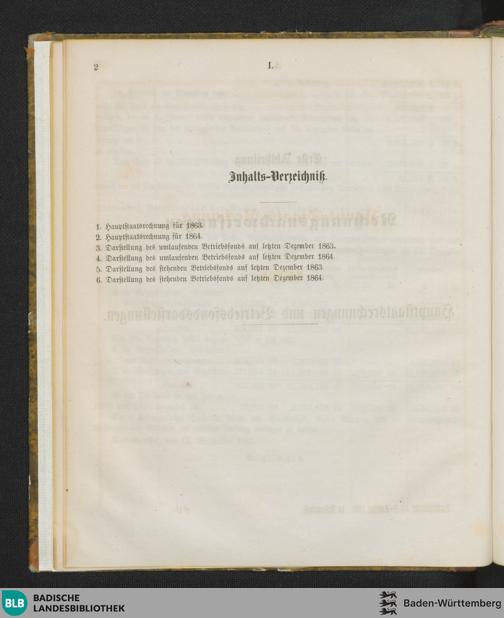 2
I.
Inhalts-Verzeichniß.
1. Hauptstaatsrechnung für 1863.
2. Hauptstaatsrechnung für 1864.
3. Darstellung des umlaufenden Betriebsfonds auf letzten Dezember 1863.
4. Darstellung des umlaufenden Betriebsfonds auf letzten Dezember 1864.
5. Darstellung des stehenden Betriebsfonds auf letzten Dezember 1863.
6. Darstellung des stehenden Betriebsfonds auf letzten Dezember 1864.
BLB BADISCHE
LANDESBIBLIOTHEK
Baden-Württemberg